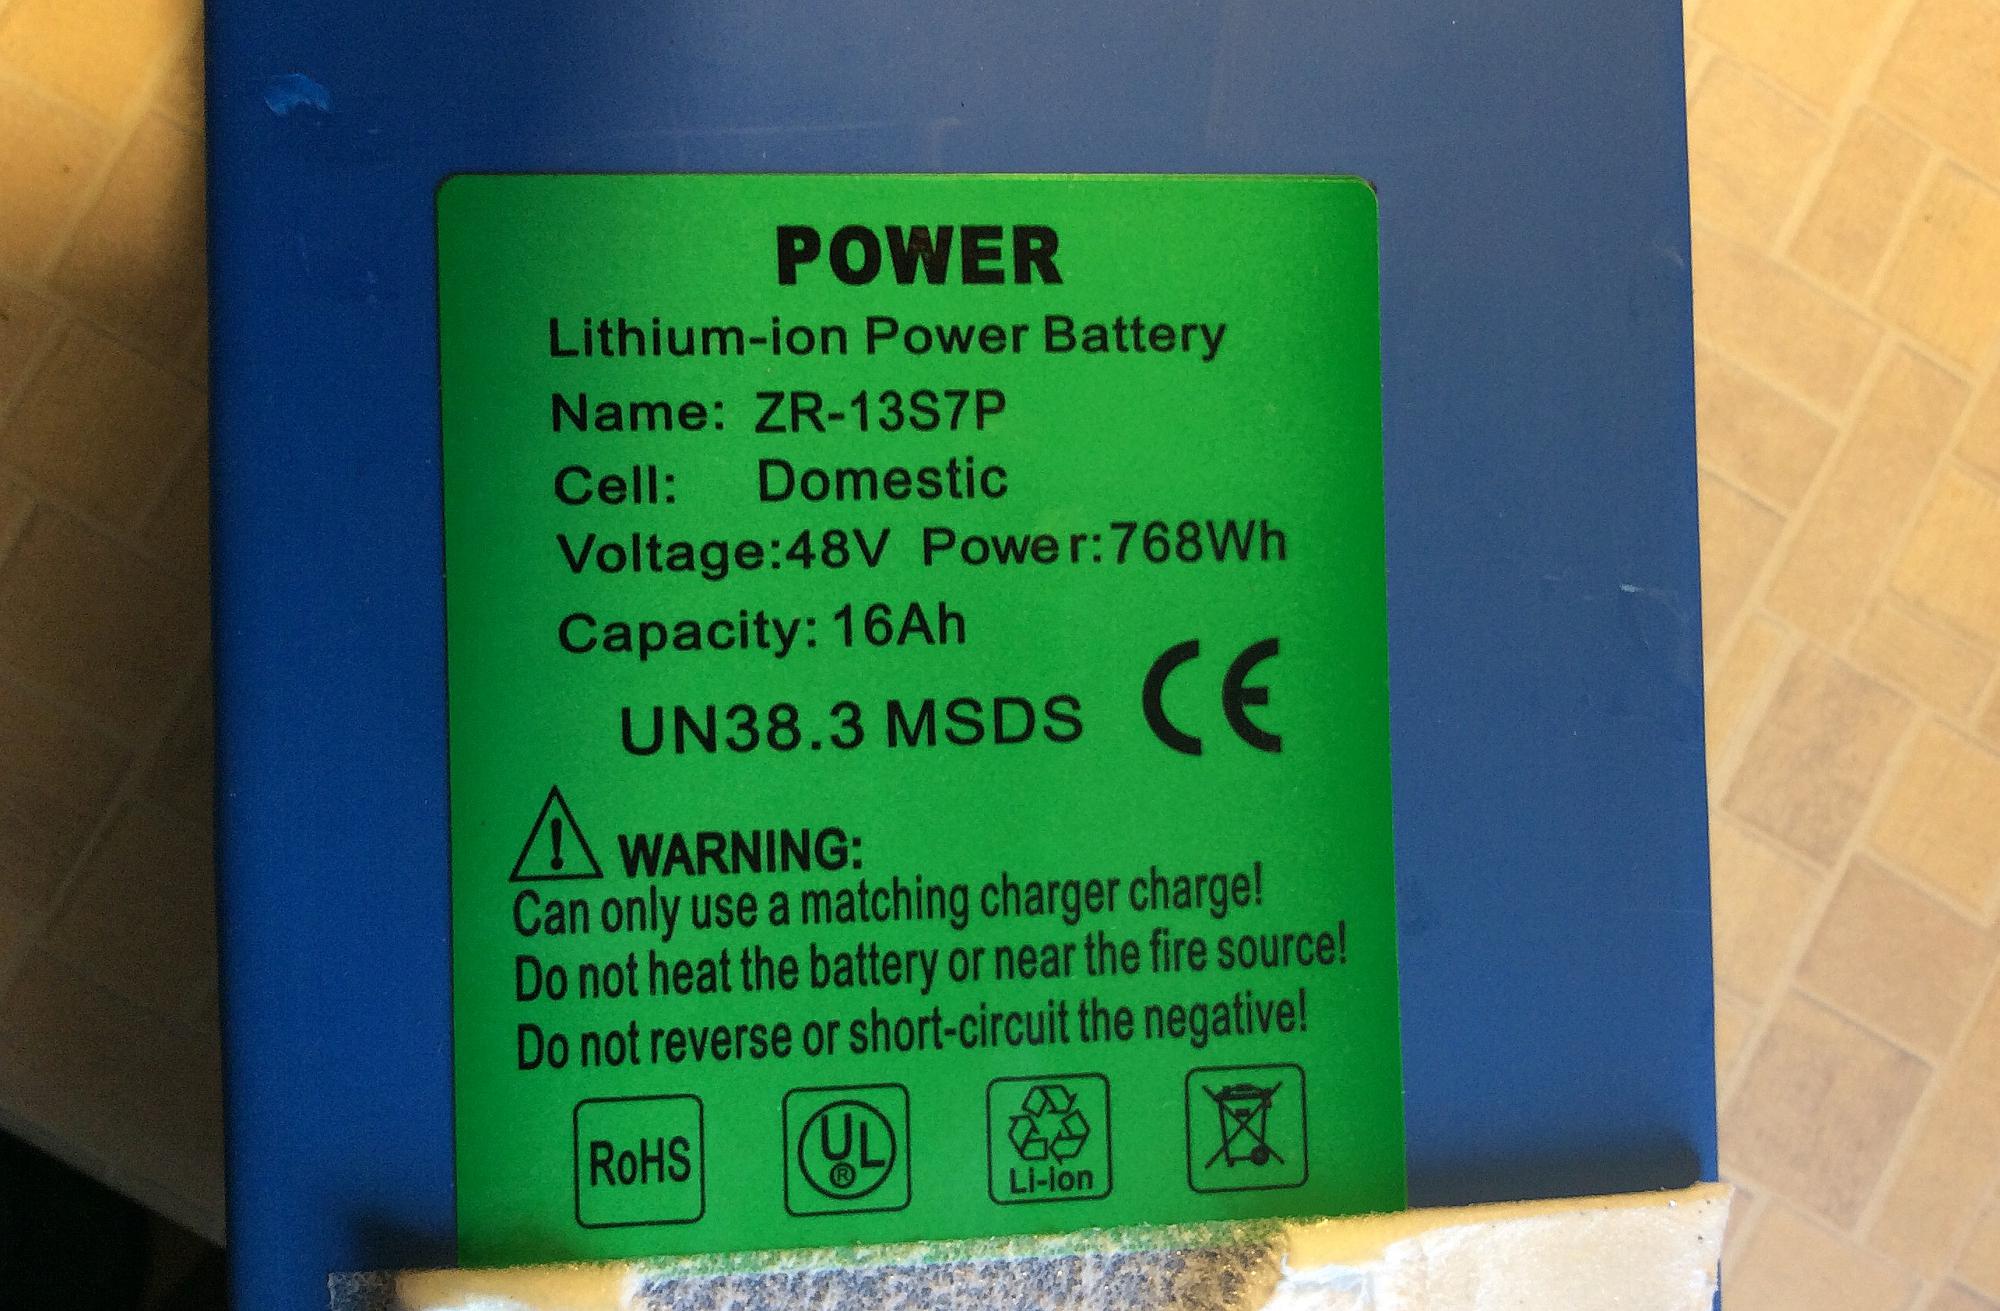 POWER
Lithium-ion Power Battery
Name: ZR-13S7P
Cell: Domestic
Voltage:48V Power:768Wh
Capacity: 16Ah
UN38.3 MSDS CE
WARNING:
Can only use a matching charger charge!
Do not heat the battery or near the fire source!
Do not reverse or short-circuit the negative!
RoHS UL® Li-ion